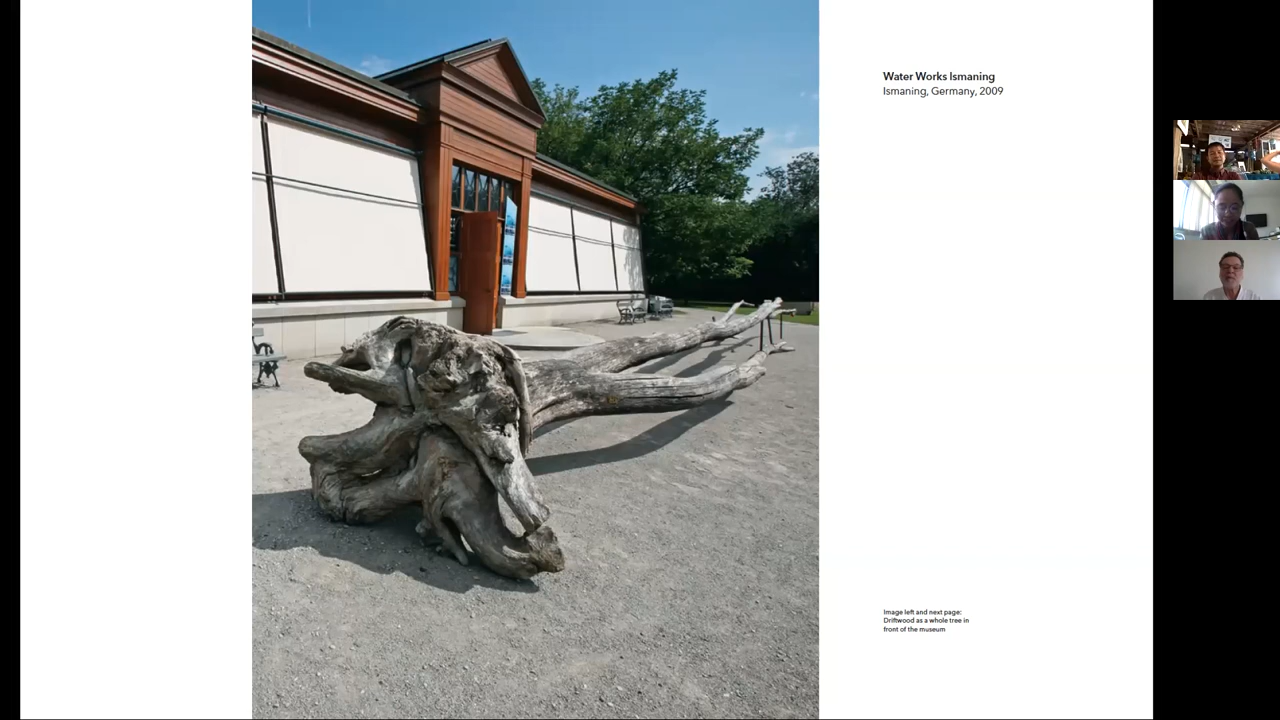 Water Works Ismaning
Ismaning, Germany, 2009
Image left and next page:
Driftwood as a whole tree in
front of the museum